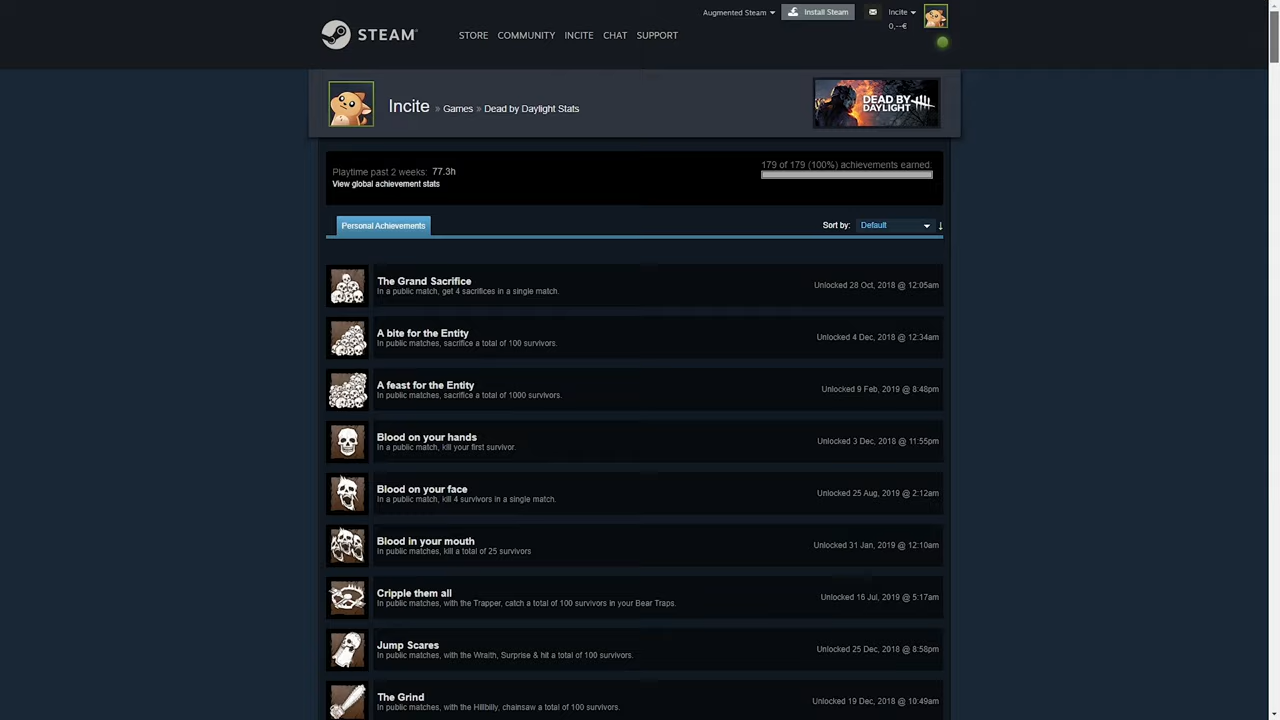 Augmented Steam
Install Steam
Incite
0,--€
STEAM®
STORE
COMMUNITY
INCITE
CHAT
SUPPORT
Incite » Games » Dead by Daylight Stats
DEAD BY
DAYLIGHT
Playtime past 2 weeks: 77.3h
View global achievement stats
179 of 179 (100%) achievements earned:
Personal Achievements
Sort by:
Default
The Grand Sacrifice
In a public match, get 4 sacrifices in a single match.
Unlocked 28 Oct, 2018 @ 12:05am
A bite for the Entity
In public matches, sacrifice a total of 100 survivors.
Unlocked 4 Dec, 2018 @ 12:34am
A feast for the Entity
In public matches, sacrifice a total of 1000 survivors.
Unlocked 9 Feb, 2019 @ 8:48pm
Blood on your hands
In a public match, kill your first survivor.
Unlocked 3 Dec, 2018 @ 11:55pm
Blood on your face
In a public match, kill 4 survivors in a single match.
Unlocked 25 Aug, 2019 @ 2:12am
Blood in your mouth
In public matches, kill a total of 25 survivors
Unlocked 31 Jan, 2019 @ 12:10am
Cripple them all
In public matches, with the Trapper, catch a total of 100 survivors in your Bear Traps.
Unlocked 16 Jul, 2019 @ 5:17am
Jump Scares
In public matches, with the Wraith, Surprise & hit a total of 100 survivors.
Unlocked 25 Dec, 2018 @ 8:58pm
The Grind
In public matches, with the Hillbilly, chainsaw a total of 100 survivors.
Unlocked 19 Dec, 2018 @ 10:49am